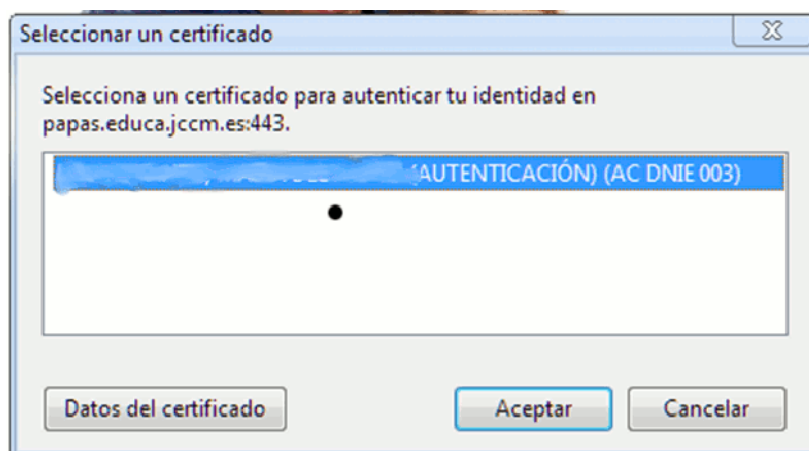 Seleccionar un certificado
Selecciona un certificado para autenticar tu identidad en
papas.educa.jccm.es:443.
(AUTENTICACIÓN) (AC DNIE 003)
Datos del certificado
Aceptar
Cancelar